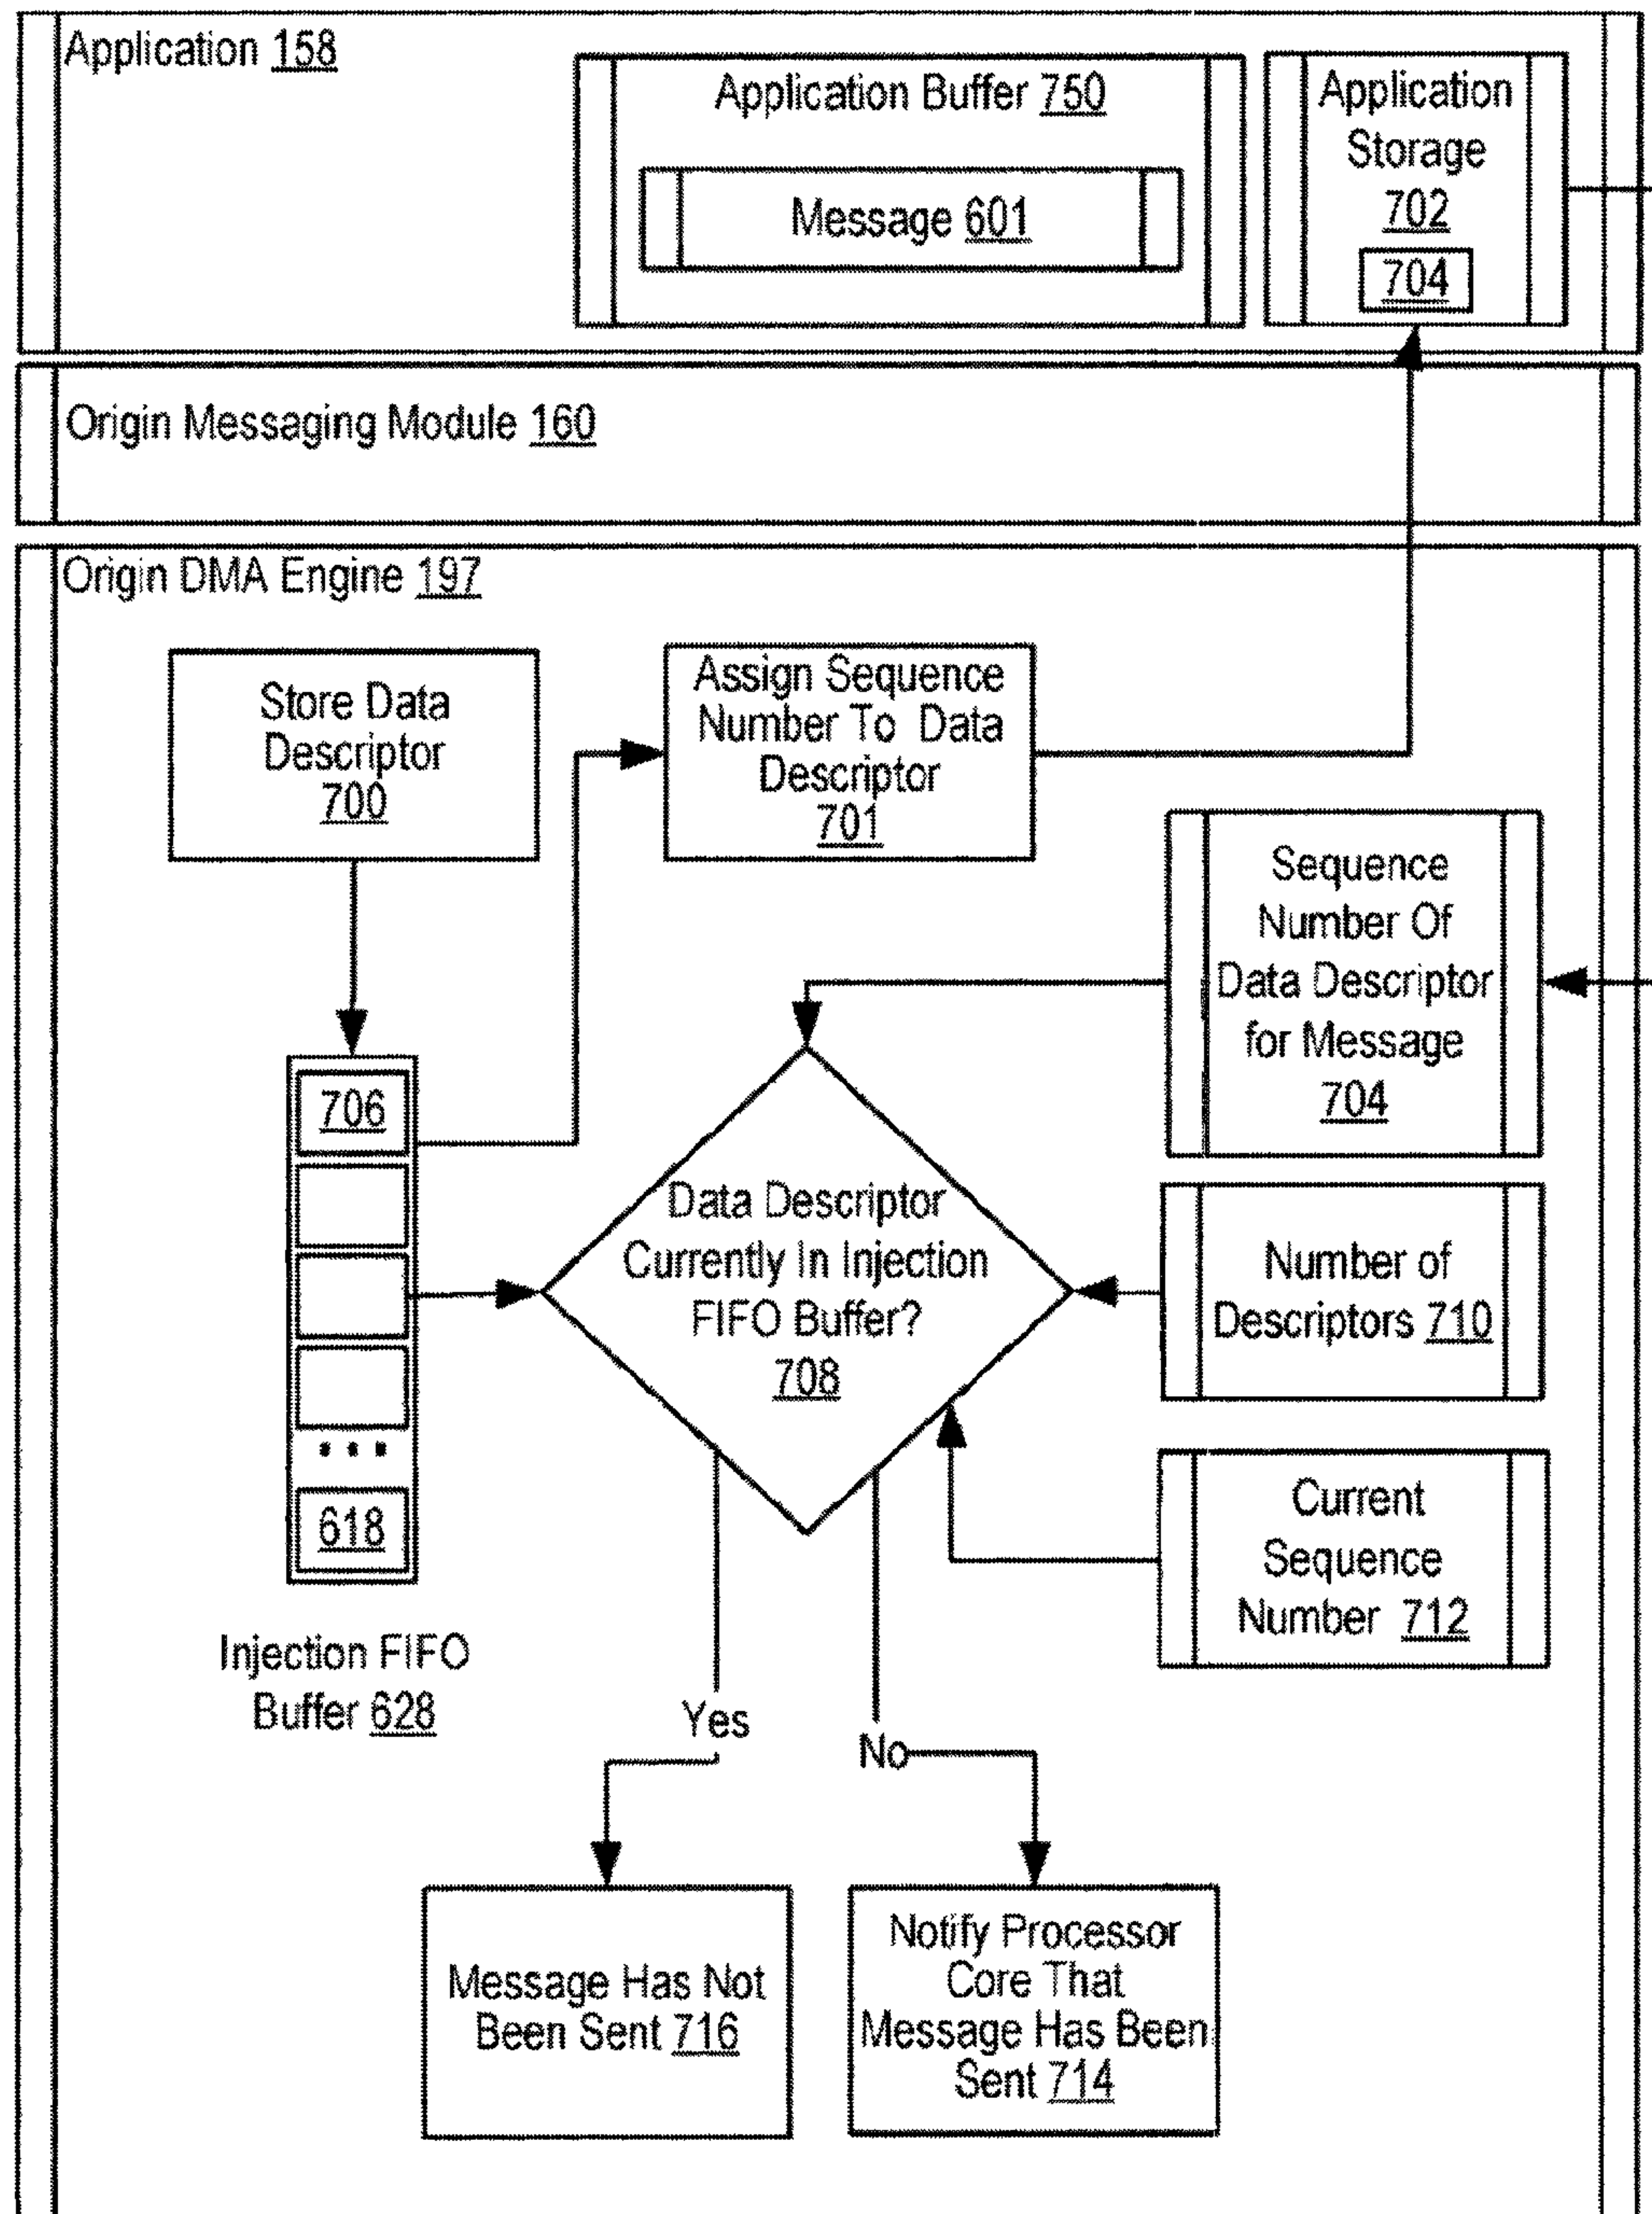 Application 158
Application Buffer 750
Message 601
Application
Storage
702
704
Origin Messaging Module 160
Origin DMA Engine 197
Store Data
Descriptor
700
Assign Sequence
Number To Data
Descriptor
701
Sequence
Number Of
Data Descriptor
for Message
704
706
Data Descriptor
Currently In Injection
FIFO Buffer?
708
Number of
Descriptors 710
...
618
Current
Sequence
Number 712
Injection FIFO
Buffer 628
Yes
No
Message Has Not
Been Sent 716
Notify Processor
Core That
Message Has Been
Sent 714